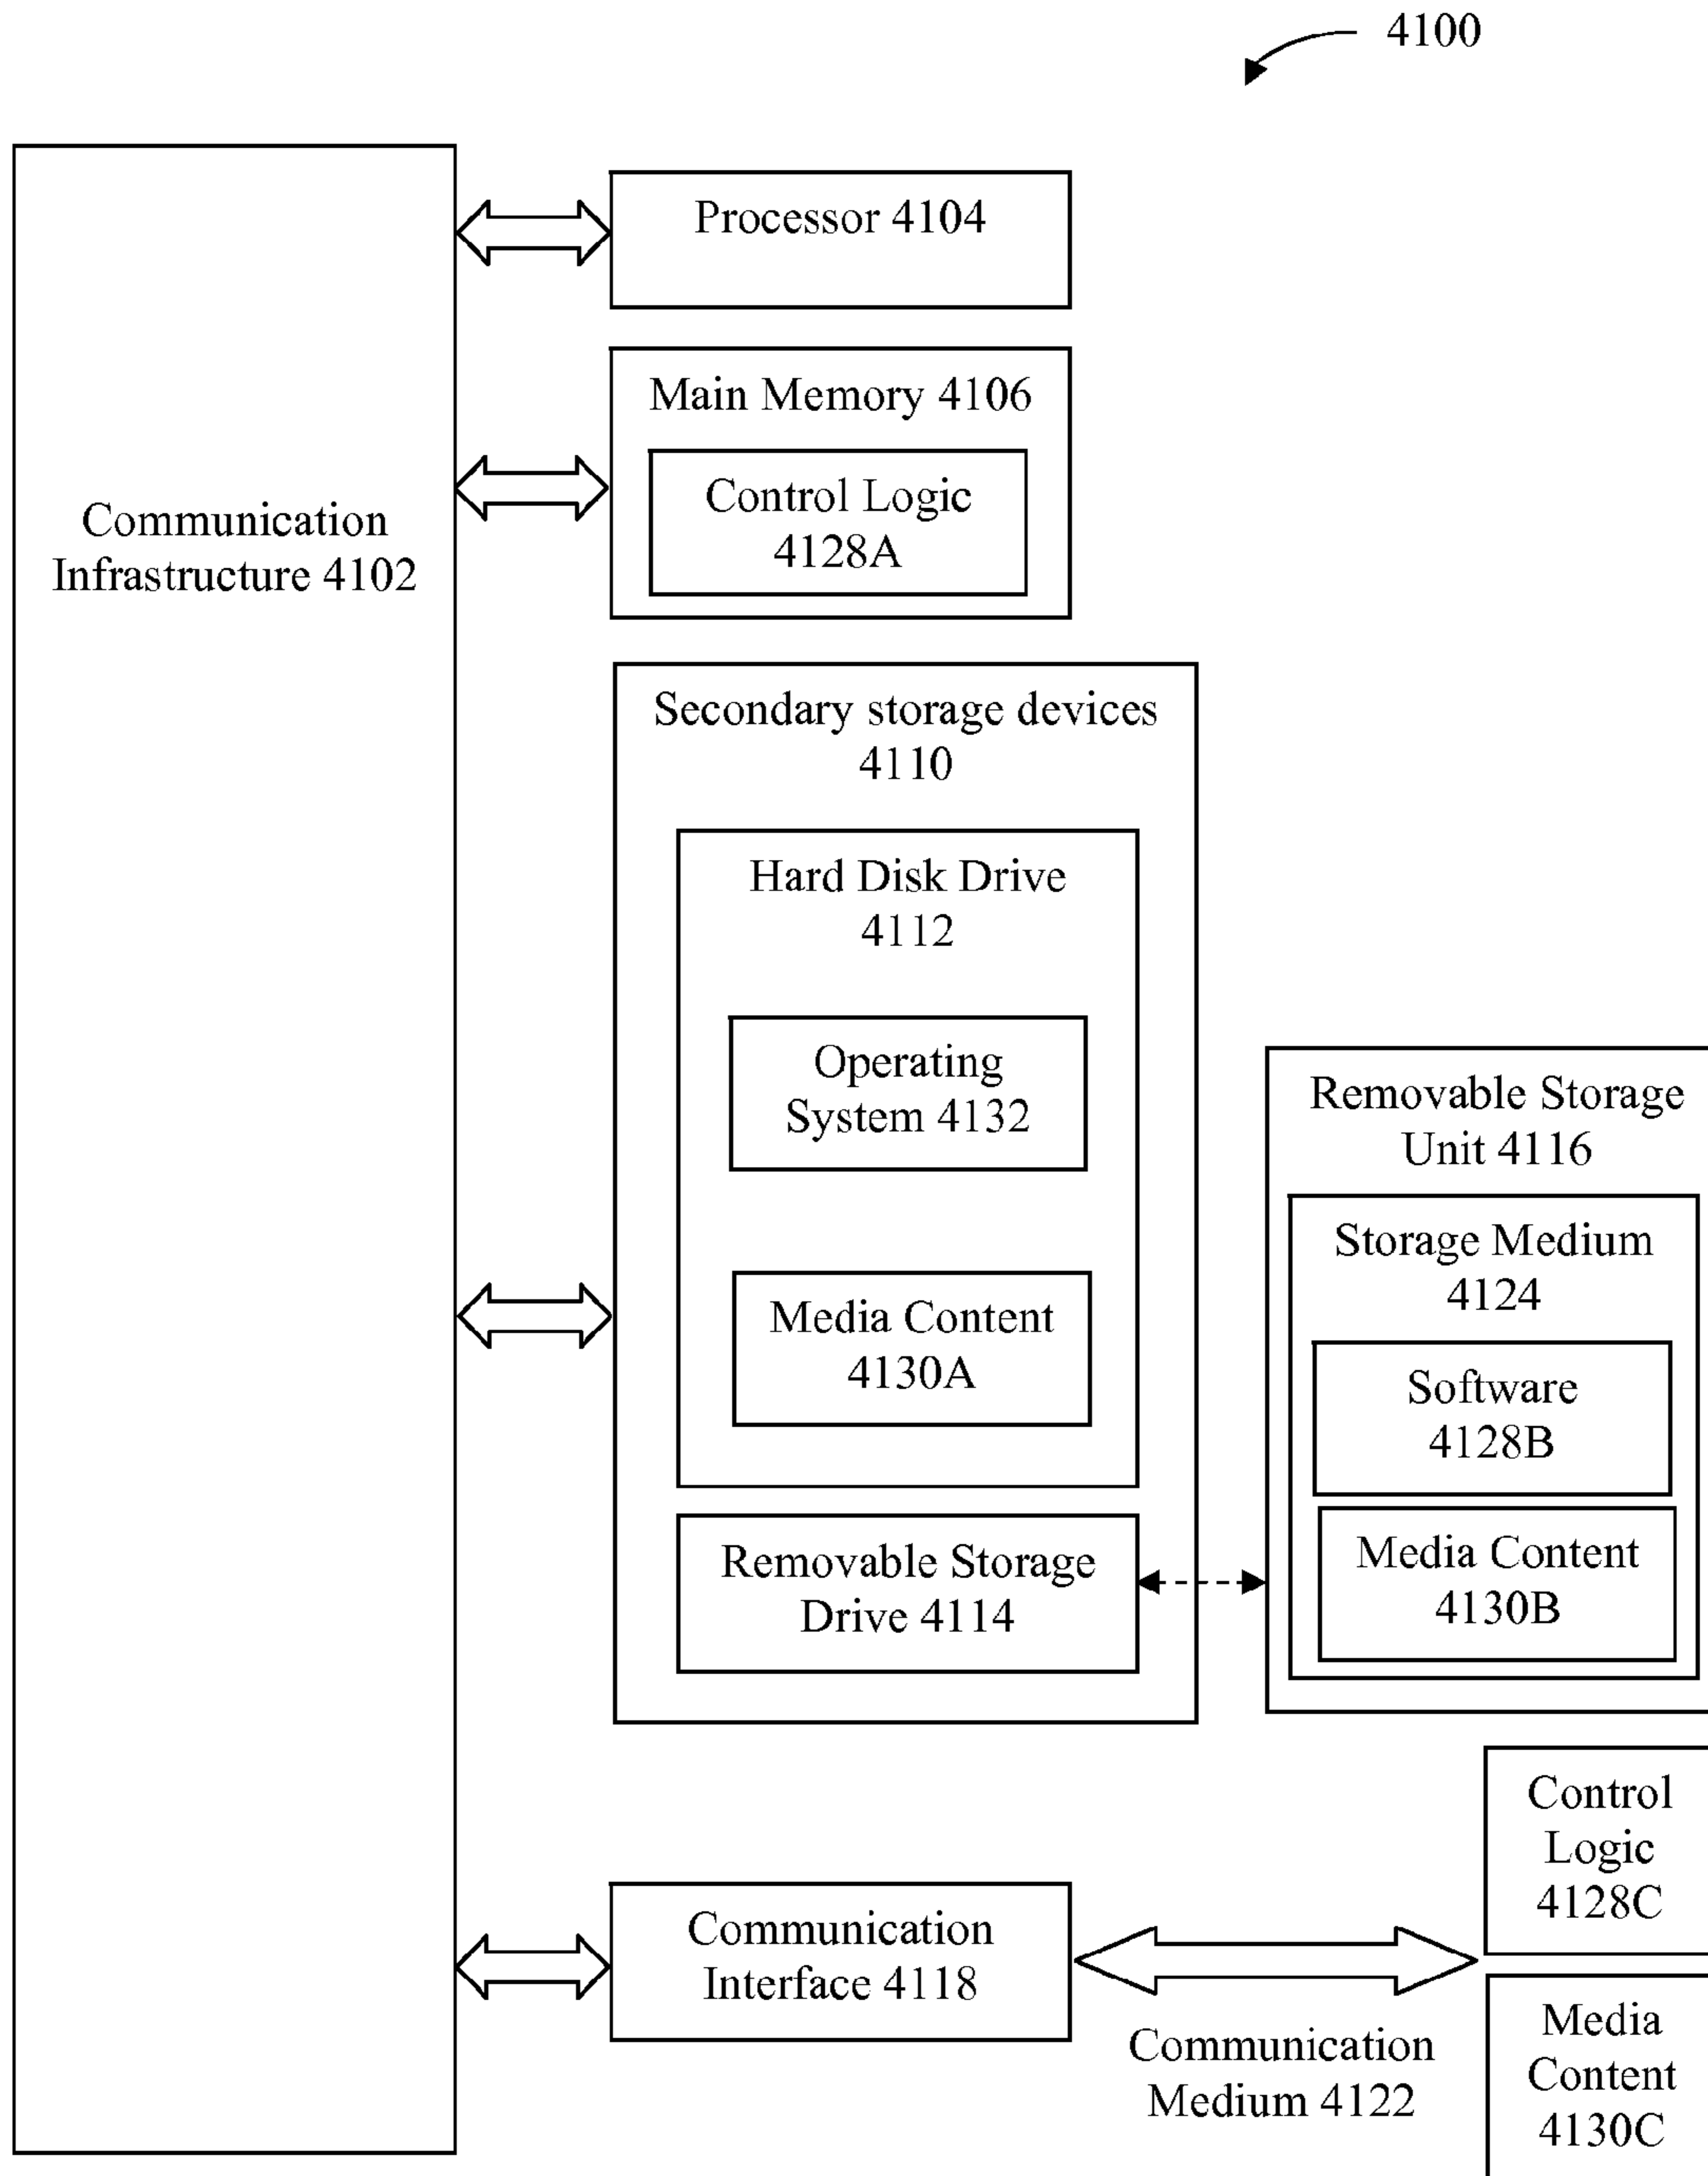 4100
Communication
Infrastructure 4102
Processor 4104
Main Memory 4106
Control Logic
4128A
Secondary storage devices
4110
Hard Disk Drive
4112
Operating
System 4132
Media Content
4130A
Removable Storage
Drive 4114
Removable Storage
Unit 4116
Storage Medium
4124
Software
4128B
Media Content
4130B
Communication
Interface 4118
Communication
Medium 4122
Control
Logic
4128C
Media
Content
4130C